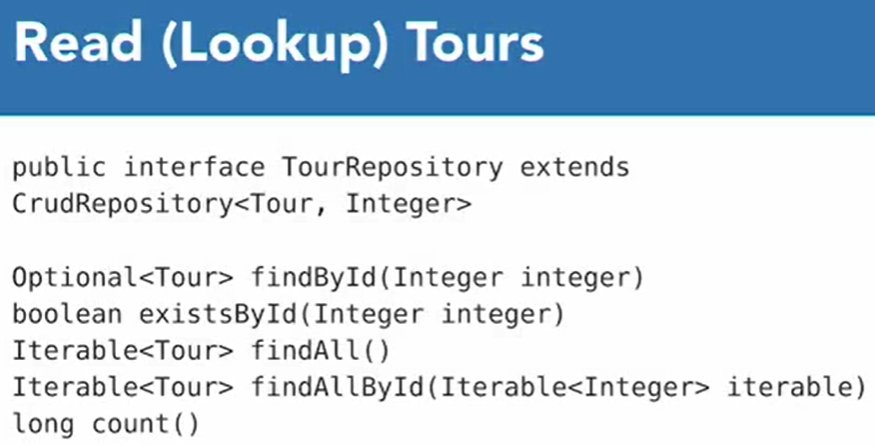 Read (Lookup) Tours
public interface TourRepository extends
CrudRepository<Tour, Integer>
Optional<Tour> findById(Integer integer)
boolean existsById(Integer integer)
Iterable<Tour> findAll()
Iterable<Tour> findAllById(Iterable<Integer> iterable)
long count()